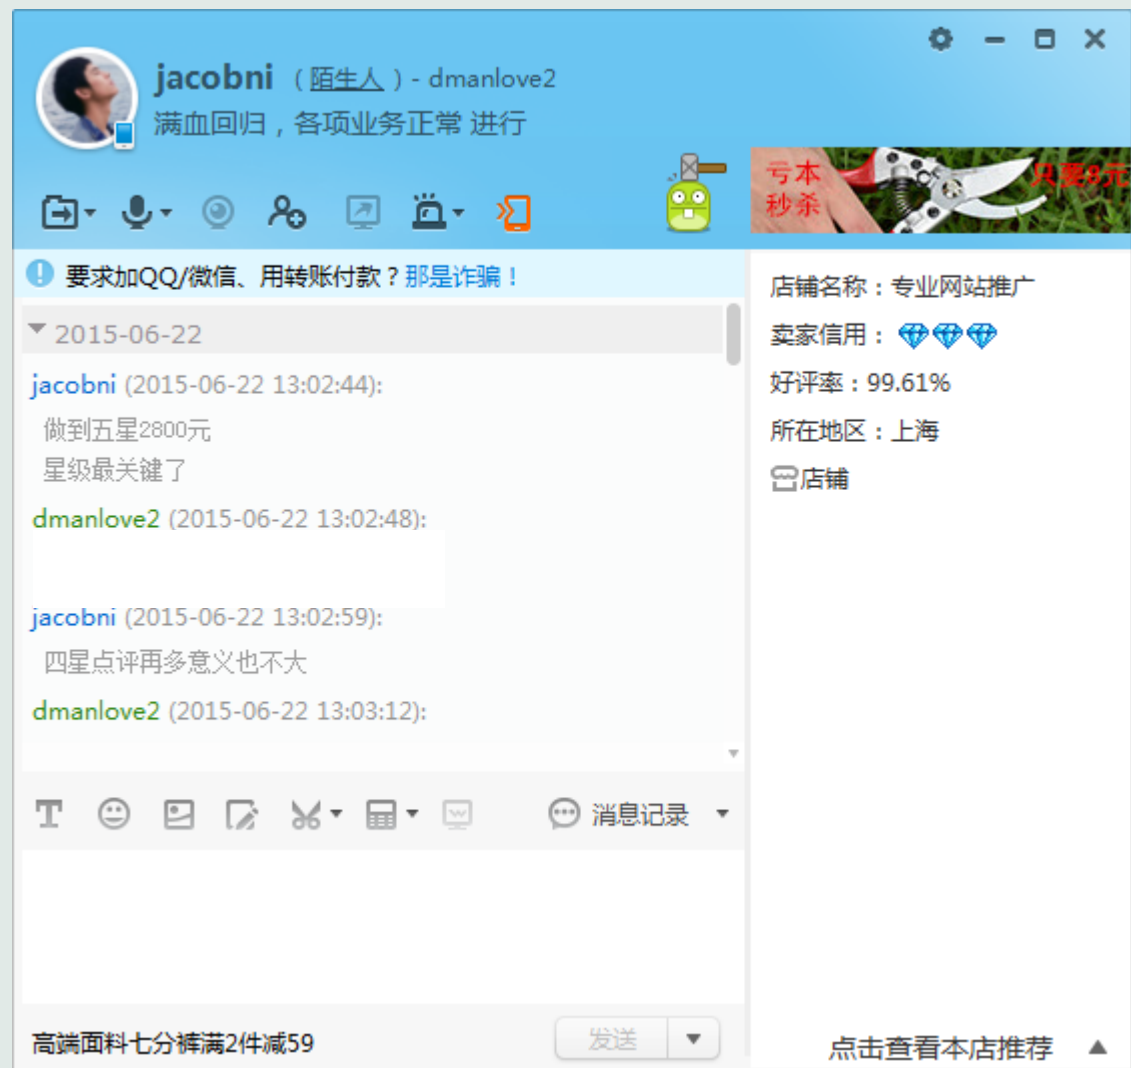 jacobni （陌生人）- dmanlove2
满血回归，各项业务正常 进行
亏本
秒杀
只要8元
要求加QQ/微信、用转账付款？那是诈骗！
2015-06-22
jacobni (2015-06-22 13:02:44):
做到五星2800元
星级最关键了
dmanlove2 (2015-06-22 13:02:48):
jacobni (2015-06-22 13:02:59):
四星点评再多意义也不大
dmanlove2 (2015-06-22 13:03:12):
消息记录
高端面料七分裤满2件减59
发送
店铺名称：专业网站推广
卖家信用：
好评率：99.61%
所在地区：上海
店铺
点击查看本店推荐